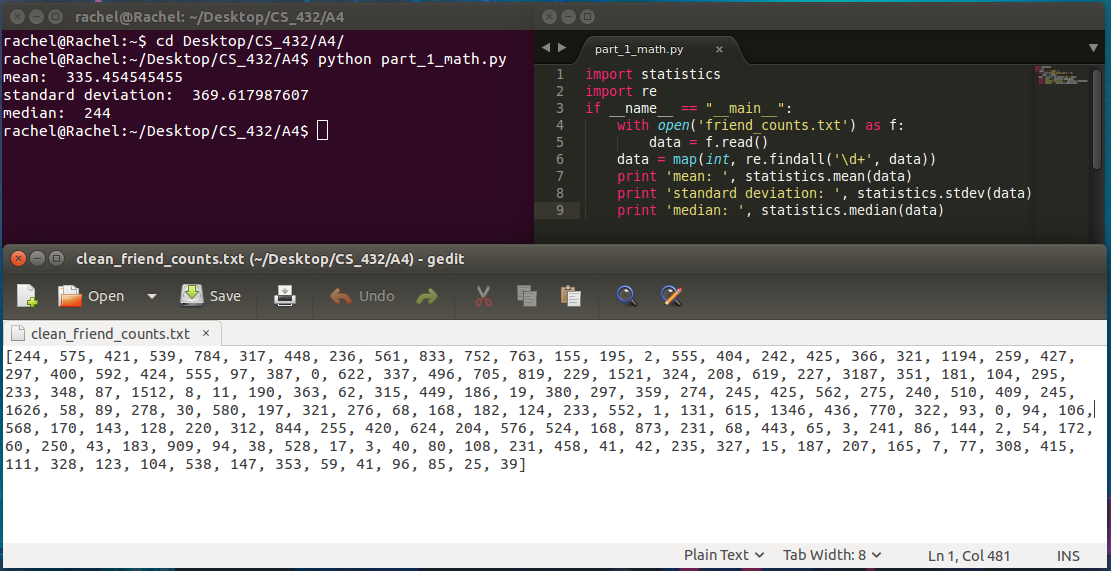 rachel@Rachel: ~/Desktop/CS_432/A4
rachel@Rachel:~$ cd Desktop/CS_432/A4/
rachel@Rachel:~/Desktop/CS_432/A4$ python part_1_math.py
mean:  335.454545455
standard deviation:  369.617987607
median:  244
rachel@Rachel:~/Desktop/CS_432/A4$
part_1_math.py ×
1 import statistics
2 import re
3 if __name__ == "__main__":
4     with open('friend_counts.txt') as f:
5         data = f.read()
6     data = map(int, re.findall('\d+', data))
7     print 'mean: ', statistics.mean(data)
8     print 'standard deviation: ', statistics.stdev(data)
9     print 'median: ', statistics.median(data)
clean_friend_counts.txt (~/Desktop/CS_432/A4) - gedit
Open Save Undo
clean_friend_counts.txt ×
[244, 575, 421, 539, 784, 317, 448, 236, 561, 833, 752, 763, 155, 195, 2, 555, 404, 242, 425, 366, 321, 1194, 259, 427,
297, 400, 592, 424, 555, 97, 387, 0, 622, 337, 496, 705, 819, 229, 1521, 324, 208, 619, 227, 3187, 351, 181, 104, 295,
233, 348, 87, 1512, 8, 11, 190, 363, 62, 315, 449, 186, 19, 380, 297, 359, 274, 245, 425, 562, 275, 240, 510, 409, 245,
1626, 58, 89, 278, 30, 580, 197, 321, 276, 68, 168, 182, 124, 233, 552, 1, 131, 615, 1346, 436, 770, 322, 93, 0, 94, 106,
568, 170, 143, 128, 220, 312, 844, 255, 420, 624, 204, 576, 524, 168, 873, 231, 68, 443, 65, 3, 241, 86, 144, 2, 54, 172,
60, 250, 43, 183, 909, 94, 38, 528, 17, 3, 40, 80, 108, 231, 458, 41, 42, 235, 327, 15, 187, 207, 165, 7, 77, 308, 415,
111, 328, 123, 104, 538, 147, 353, 59, 41, 96, 85, 25, 39]
Plain Text Tab Width: 8 Ln 1, Col 481 INS